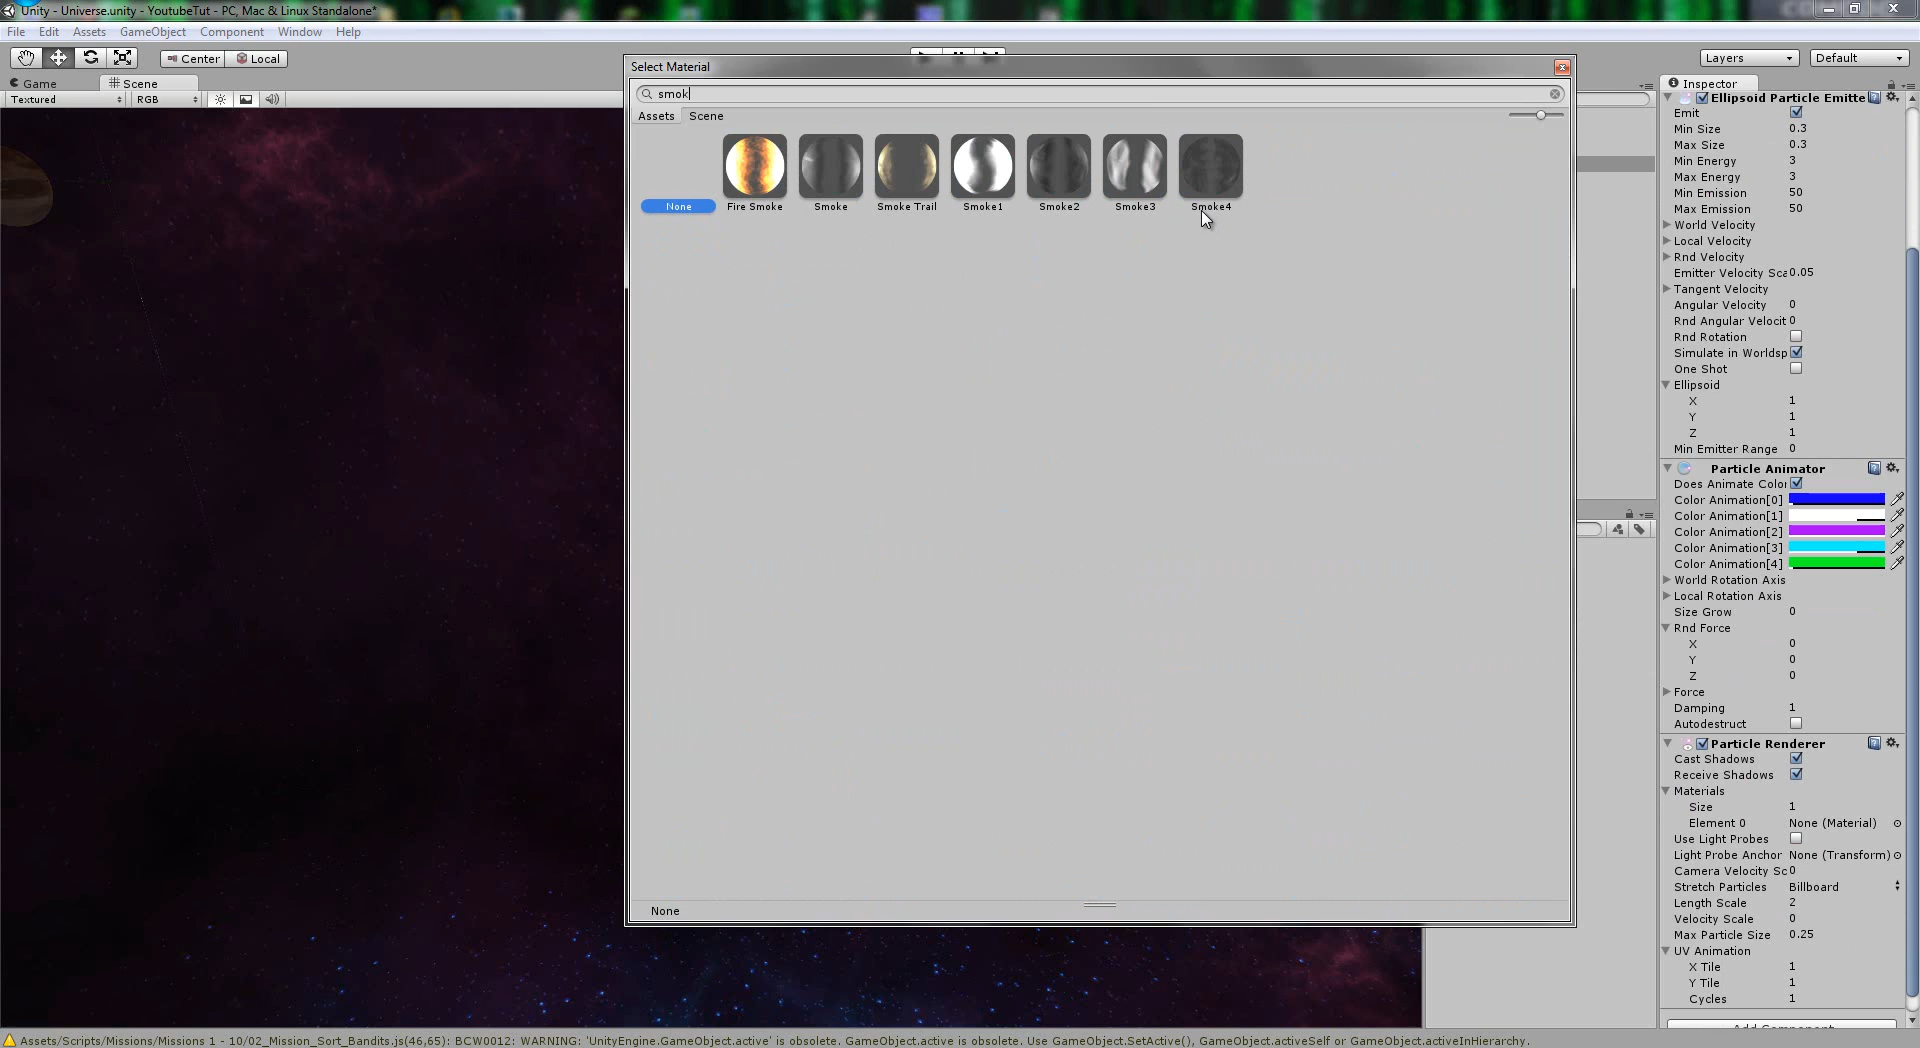 Unity - Universe.unity - YoutubeTut - PC, Mac & Linux Standalone*
File Edit Assets GameObject Component Window Help
Center Local
Layers Default
Game Scene
Textured RGB
Select Material
smok
Assets Scene
None Fire Smoke Smoke Smoke Trail Smoke1 Smoke2 Smoke3 Smoke4
None
Inspector
Ellipsoid Particle Emitte
Emit
Min Size 0.3
Max Size 0.3
Min Energy 3
Max Energy 3
Min Emission 50
Max Emission 50
World Velocity
Local Velocity
Rnd Velocity
Emitter Velocity Sca 0.05
Tangent Velocity
Angular Velocity 0
Rnd Angular Velocit 0
Rnd Rotation
Simulate in Worldsp
One Shot
Ellipsoid
X 1
Y 1
Z 1
Min Emitter Range 0
Particle Animator
Does Animate Color
Color Animation[0]
Color Animation[1]
Color Animation[2]
Color Animation[3]
Color Animation[4]
World Rotation Axis
Local Rotation Axis
Size Grow 0
Rnd Force
X 0
Y 0
Z 0
Force
Damping 1
Autodestruct
Particle Renderer
Cast Shadows
Receive Shadows
Materials
Size 1
Element 0 None (Material)
Use Light Probes
Light Probe Anchor None (Transform)
Camera Velocity Sc 0
Stretch Particles Billboard
Length Scale 2
Velocity Scale 0
Max Particle Size 0.25
UV Animation
X Tile 1
Y Tile 1
Cycles 1
Add Component
Assets/Scripts/Missions/Missions 1 - 10/02_Mission_Sort_Bandits.js(46,65): BCW0012: WARNING: 'UnityEngine.GameObject.active' is obsolete. GameObject.active is obsolete. Use GameObject.SetActive(), GameObject.activeSelf or GameObject.activeInHierarchy.